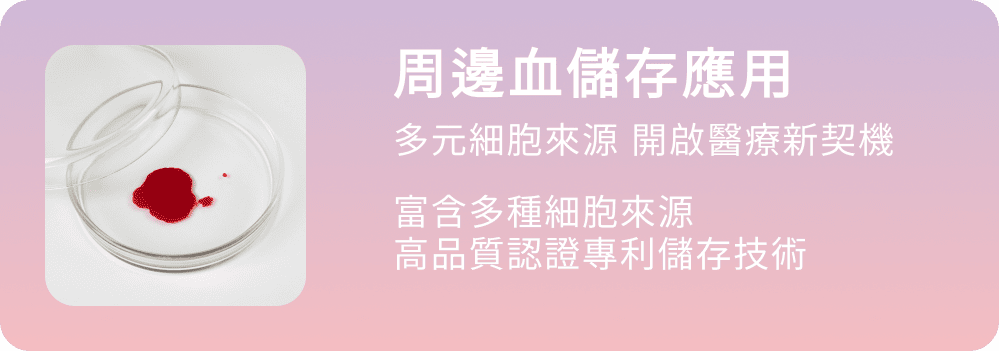 周邊血儲存應用
多元細胞來源 開啟醫療新契機
富含多種細胞來源
高品質認證專利儲存技術